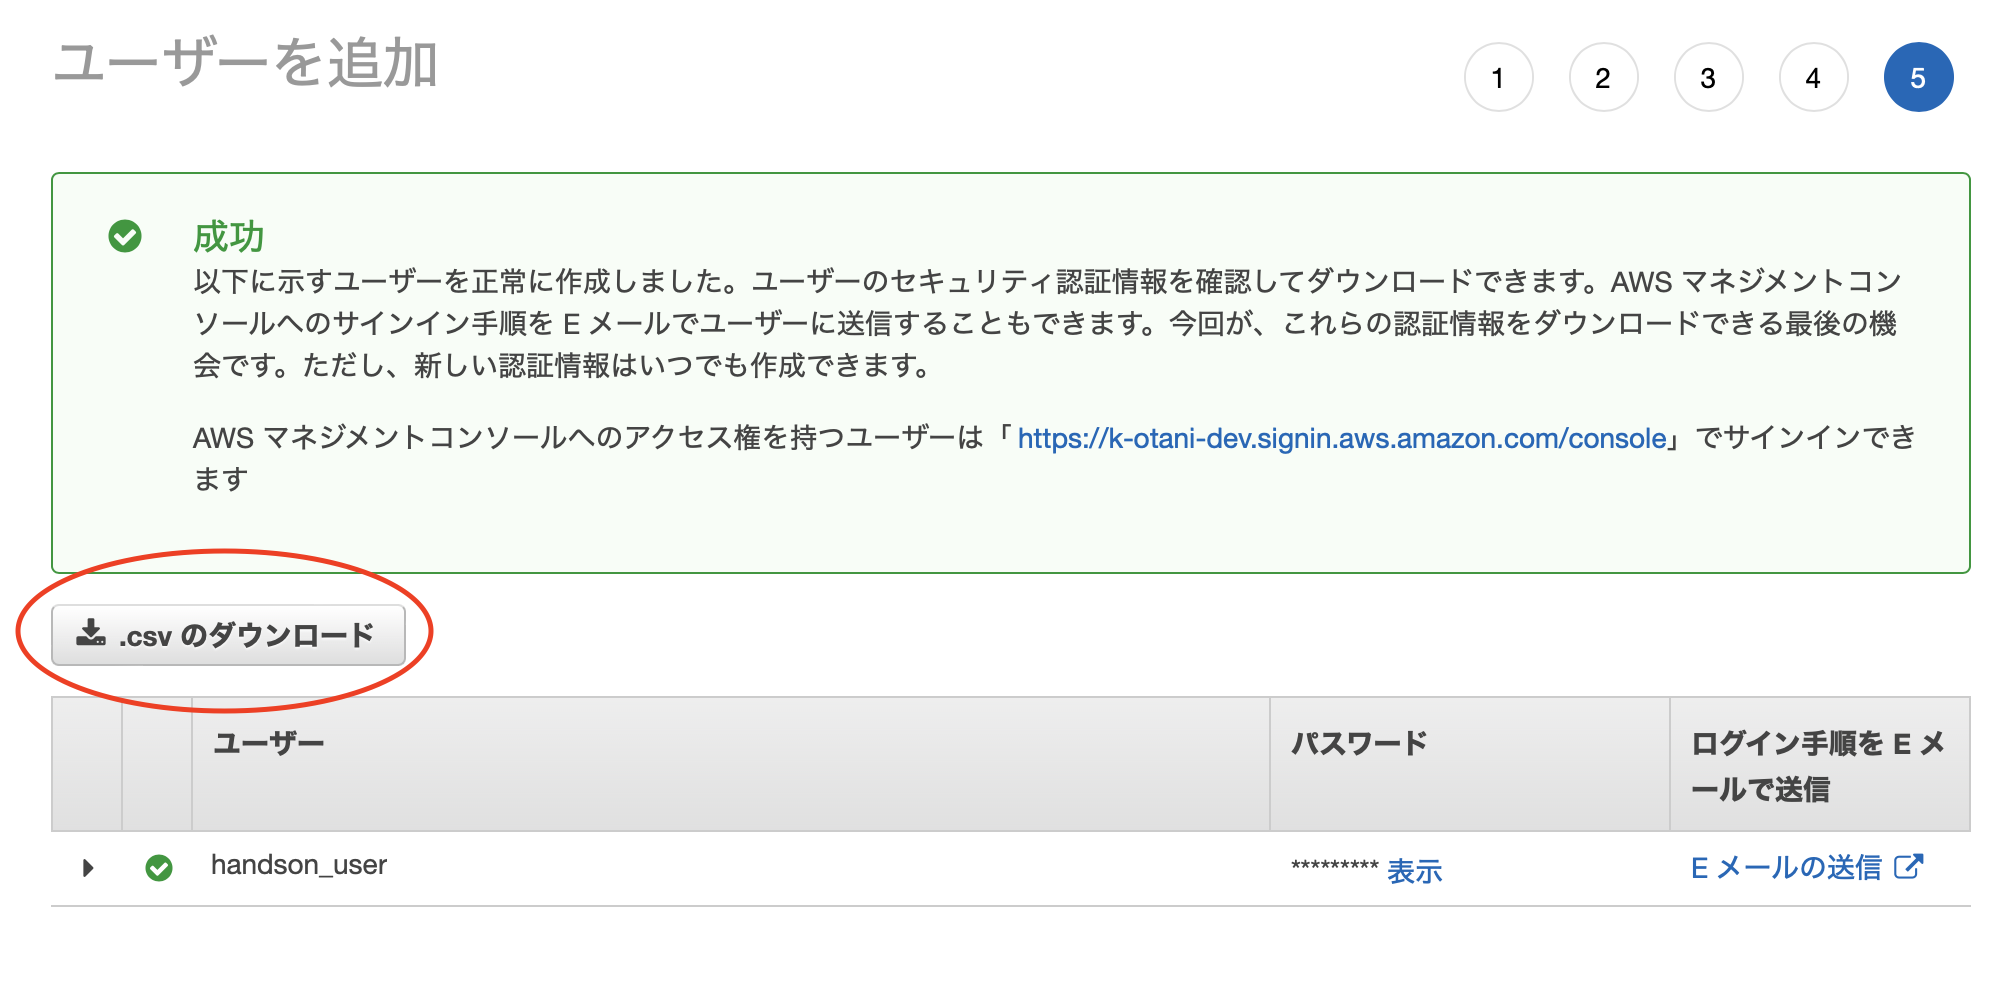 ユーザーを追加
1 2 3 4 5
成功
以下に示すユーザーを正常に作成しました。ユーザーのセキュリティ認証情報を確認してダウンロードできます。AWS マネジメントコン
ソールへのサインイン手順を E メールでユーザーに送信することもできます。今回が、これらの認証情報をダウンロードできる最後の機
会です。ただし、新しい認証情報はいつでも作成できます。
AWS マネジメントコンソールへのアクセス権を持つユーザーは「https://k-otani-dev.signin.aws.amazon.com/console」でサインインでき
ます
.csv のダウンロード
ユーザー パスワード ログイン手順を E メ
ールで送信
handson_user ********* 表示 E メールの送信